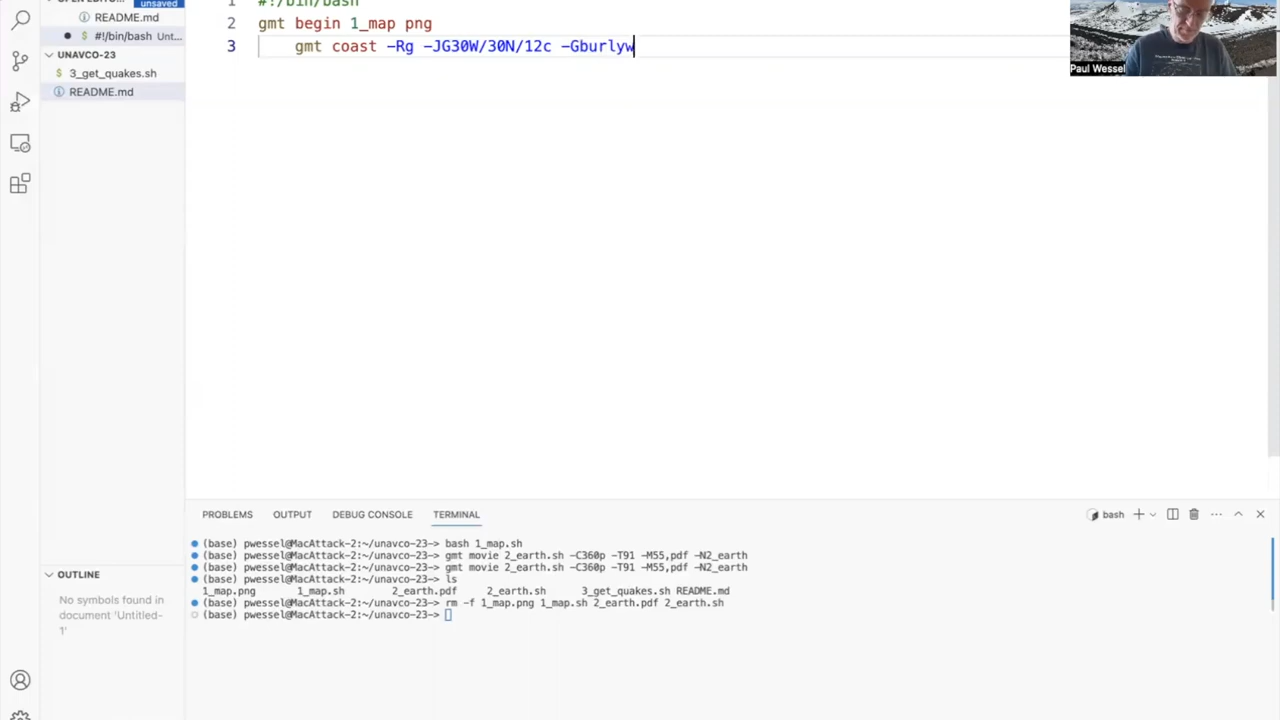 OPEN EDITO...
unsaved
README.md
$ #!/bin/bash Unt...
UNAVCO-23
$ 3_get_quakes.sh
README.md
OUTLINE
No symbols found in
document 'Untitled-
1'
1 #!/bin/bash
2 gmt begin 1_map png
3 gmt coast -Rg -JG30W/30N/12c -Gburlyw
Paul Wessel
PROBLEMS OUTPUT DEBUG CONSOLE TERMINAL
bash
(base) pwessel@MacAttack-2:~/unavco-23-> bash 1_map.sh
(base) pwessel@MacAttack-2:~/unavco-23-> gmt movie 2_earth.sh -C360p -T91 -M55,pdf -N2_earth
(base) pwessel@MacAttack-2:~/unavco-23-> gmt movie 2_earth.sh -C360p -T91 -M55,pdf -N2_earth
(base) pwessel@MacAttack-2:~/unavco-23-> ls
1_map.png 1_map.sh 2_earth.pdf 2_earth.sh 3_get_quakes.sh README.md
(base) pwessel@MacAttack-2:~/unavco-23-> rm -f 1_map.png 1_map.sh 2_earth.pdf 2_earth.sh
(base) pwessel@MacAttack-2:~/unavco-23->